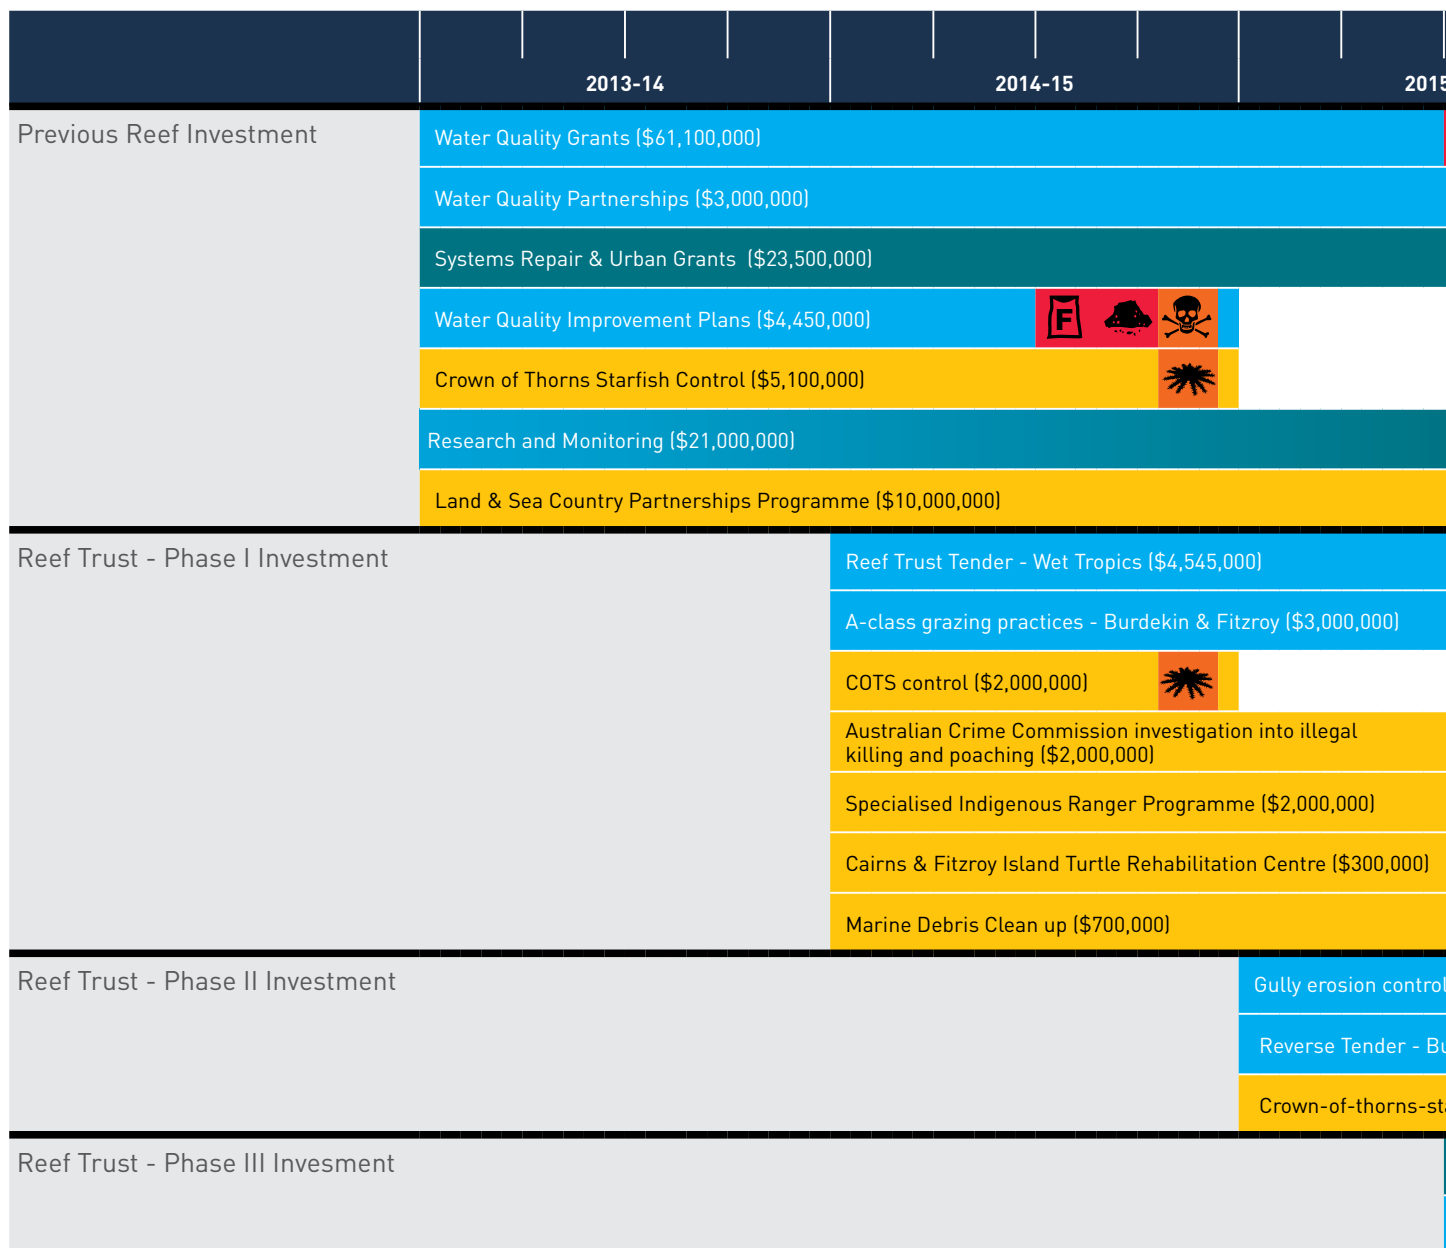 2013-14
2014-15
2015
Previous Reef Investment
Water Quality Grants ($61,100,000)
Water Quality Partnerships ($3,000,000)
Systems Repair & Urban Grants ($23,500,000)
Water Quality Improvement Plans ($4,450,000)
F
Crown of Thorns Starfish Control ($5,100,000)
Research and Monitoring ($21,000,000)
Land & Sea Country Partnerships Programme ($10,000,000)
Reef Trust - Phase I Investment
Reef Trust Tender - Wet Tropics ($4,545,000)
A-class grazing practices - Burdekin & Fitzroy ($3,000,000)
COTS control ($2,000,000)
Australian Crime Commission investigation into illegal
killing and poaching ($2,000,000)
Specialised Indigenous Ranger Programme ($2,000,000)
Cairns & Fitzroy Island Turtle Rehabilitation Centre ($300,000)
Marine Debris Clean up ($700,000)
Reef Trust - Phase II Investment
Gully erosion control
Reverse Tender - Bu
Crown-of-thorns-sta
Reef Trust - Phase III Invesment